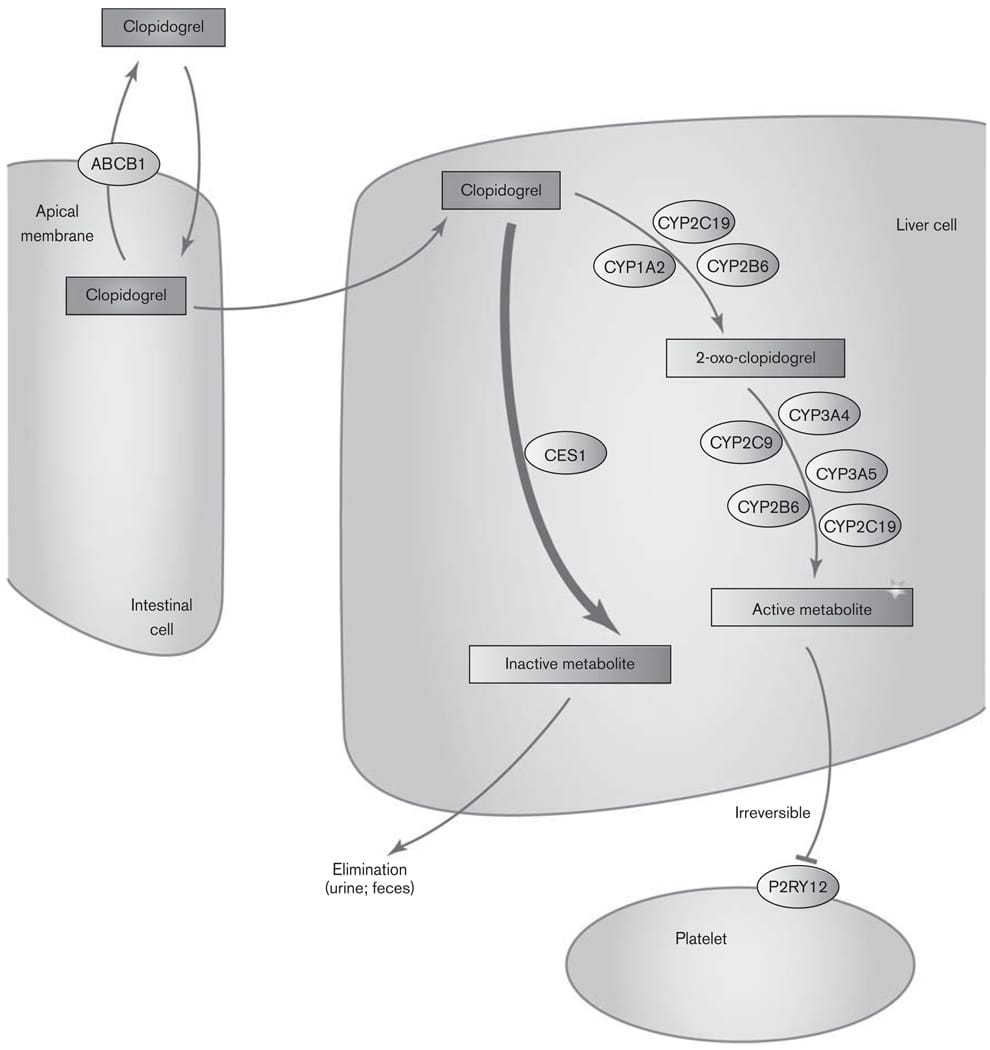 Clopidogrel
ABCB1
Apical
membrane
Clopidogrel
Intestinal
cell
Clopidogrel
Liver cell
CYP2C19
CYP1A2
CYP2B6
2-oxo-clopidogrel
CYP3A4
CYP2C9
CES1
CYP3A5
CYP2B6
CYP2C19
Active metabolite
Inactive metabolite
Irreversible
Elimination
(urine; feces)
P2RY12
Platelet